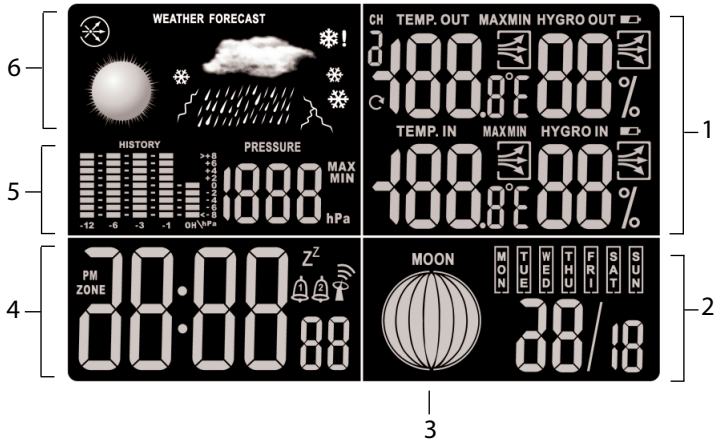 WEATHER FORECAST
!
6
CH TEMP. OUT MAXMIN HYGRO OUT
188.8°E 88 %
TEMP. IN MAXMIN HYGRO IN
188.8°E 88 %
1
HISTORY
>+8
+6
+4
+2
0
-2
-4
-6
<-8
-12 -6 -3 -1 0H hPa
PRESSURE
1888 MAX MIN
hPa
5
PM
ZONE
28:88
88
Zz
1 2
4
MOON
3
MON TUE WED THU FRI SAT SUN
28/18
2